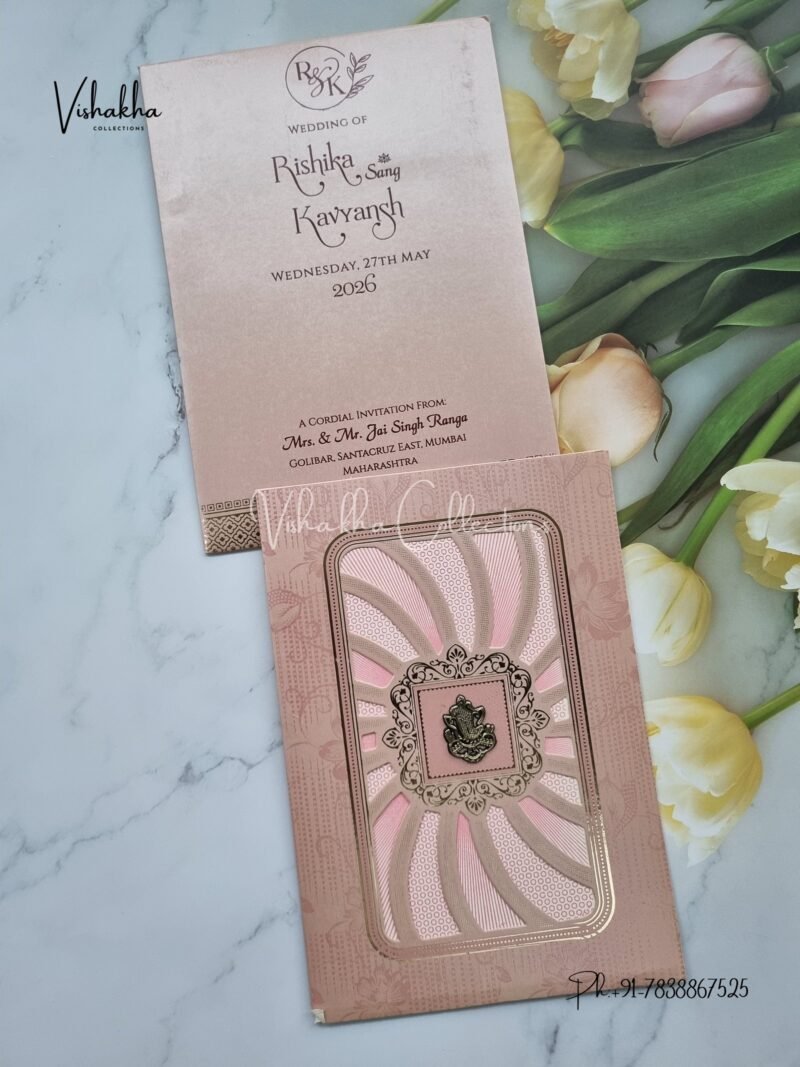 Vishakha
COLLECTIONS
R&K
WEDDING OF
Rishika Sang
Kavyansh
WEDNESDAY, 27TH MAY
2026
A CORDIAL INVITATION FROM:
Mrs. & Mr. Jai Singh Ranga
GOLIBAR, SANTACRUZ EAST, MUMBAI
MAHARASHTRA
Vishakha Collection
Ph.+91-7838867525